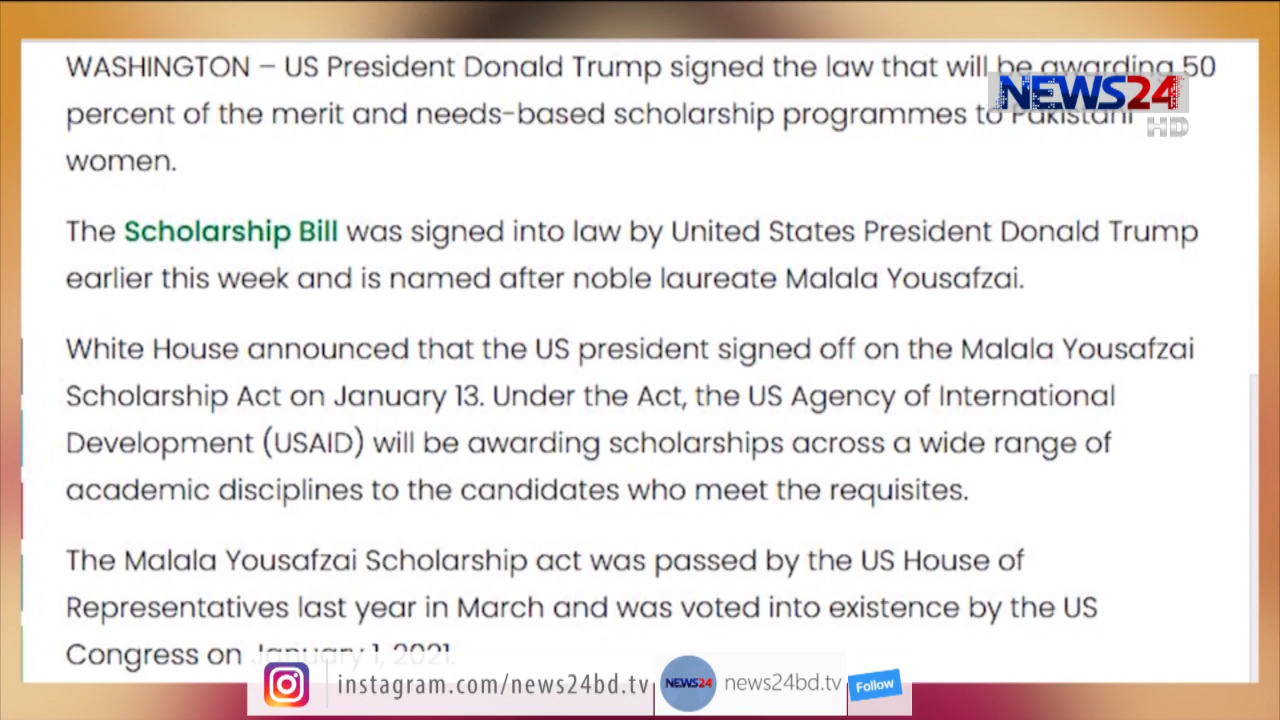 WASHINGTON – US President Donald Trump signed the law that will be awarding 50
percent of the merit and needs-based scholarship programmes to Pakistani
women.
The Scholarship Bill was signed into law by United States President Donald Trump
earlier this week and is named after noble laureate Malala Yousafzai.
White House announced that the US president signed off on the Malala Yousafzai
Scholarship Act on January 13. Under the Act, the US Agency of International
Development (USAID) will be awarding scholarships across a wide range of
academic disciplines to the candidates who meet the requisites.
The Malala Yousafzai Scholarship act was passed by the US House of
Representatives last year in March and was voted into existence by the US
Congress on January 1, 2021.
NEWS24
HD
instagram.com/news24bd.tv
NEWS24
news24bd.tv
Follow